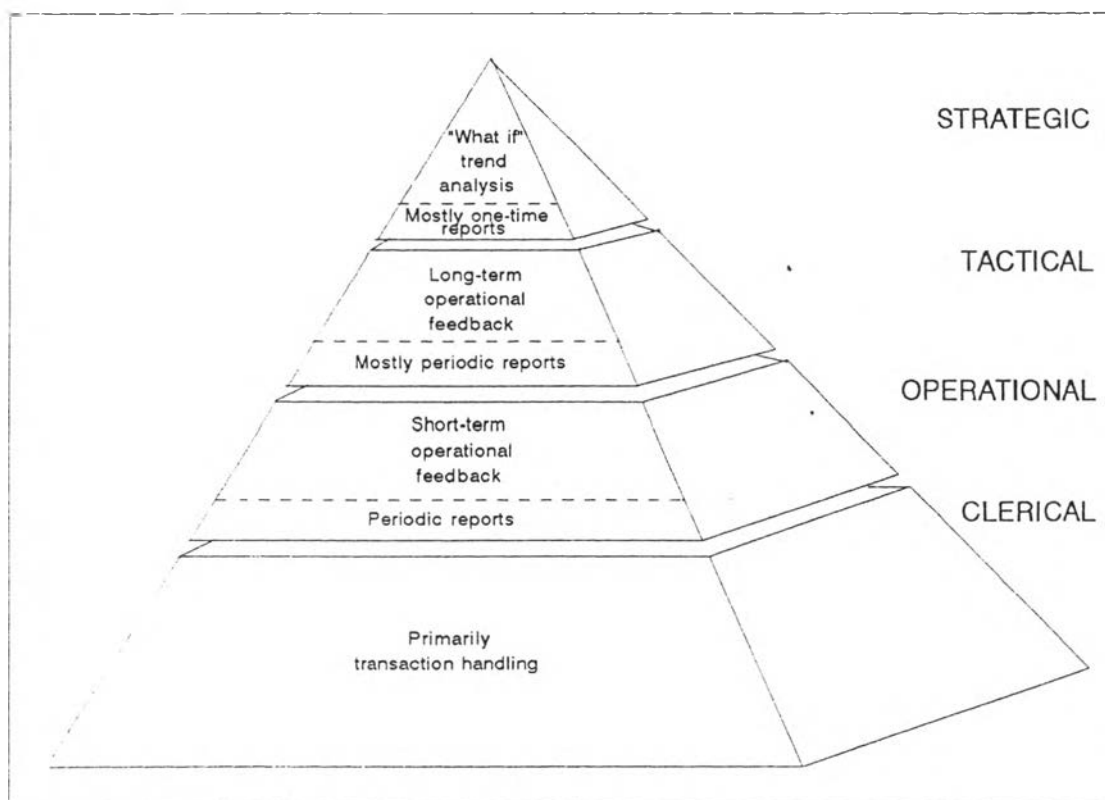 STRATEGIC
"What if"
trend
analysis
Mostly one-time
reports
TACTICAL
Long-term
operational
feedback
Mostly periodic reports
OPERATIONAL
Short-term
operational
feedback
Periodic reports
CLERICAL
Primarily
transaction handling